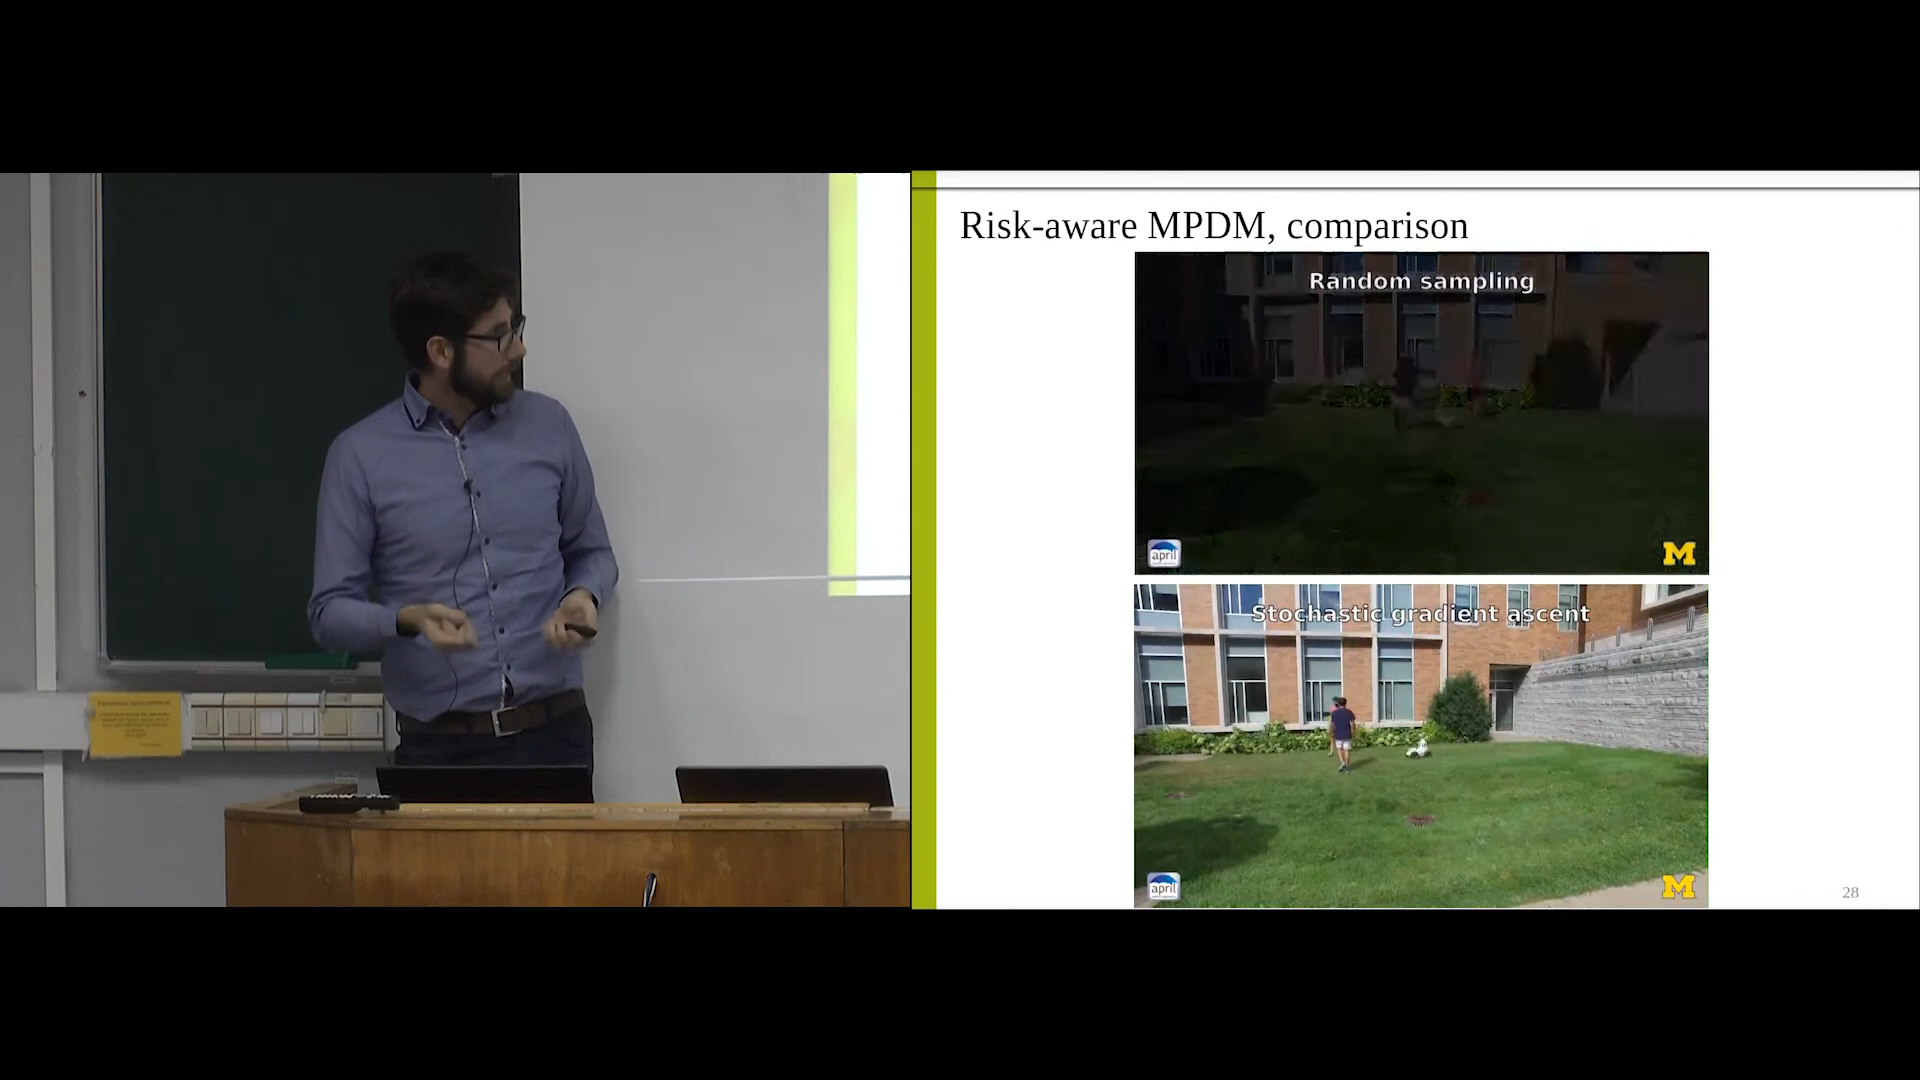 Risk-aware MPDM, comparison
Random sampling
april
M
Stochastic gradient ascent
april
M
28